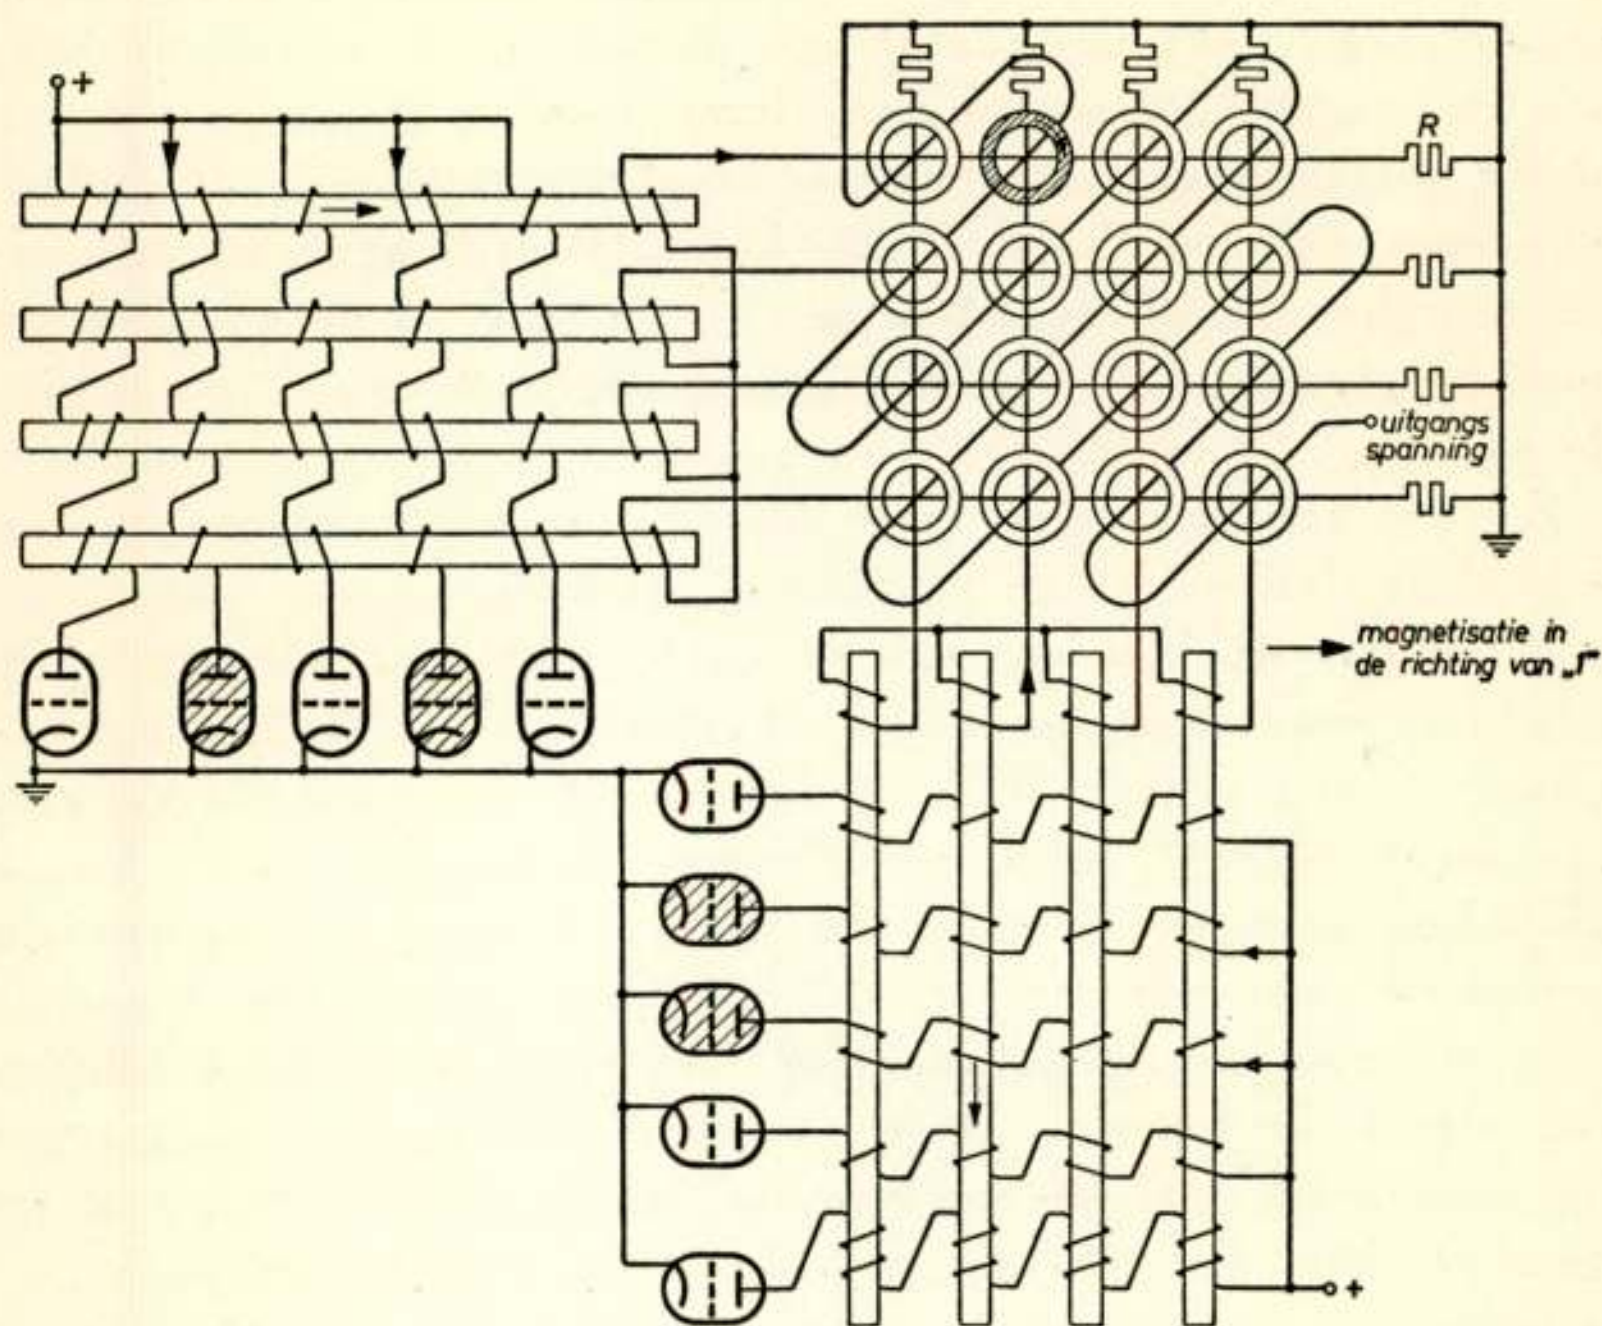 +
R
uitgangs
spanning
magnetisatie in
de richting van „1"
+